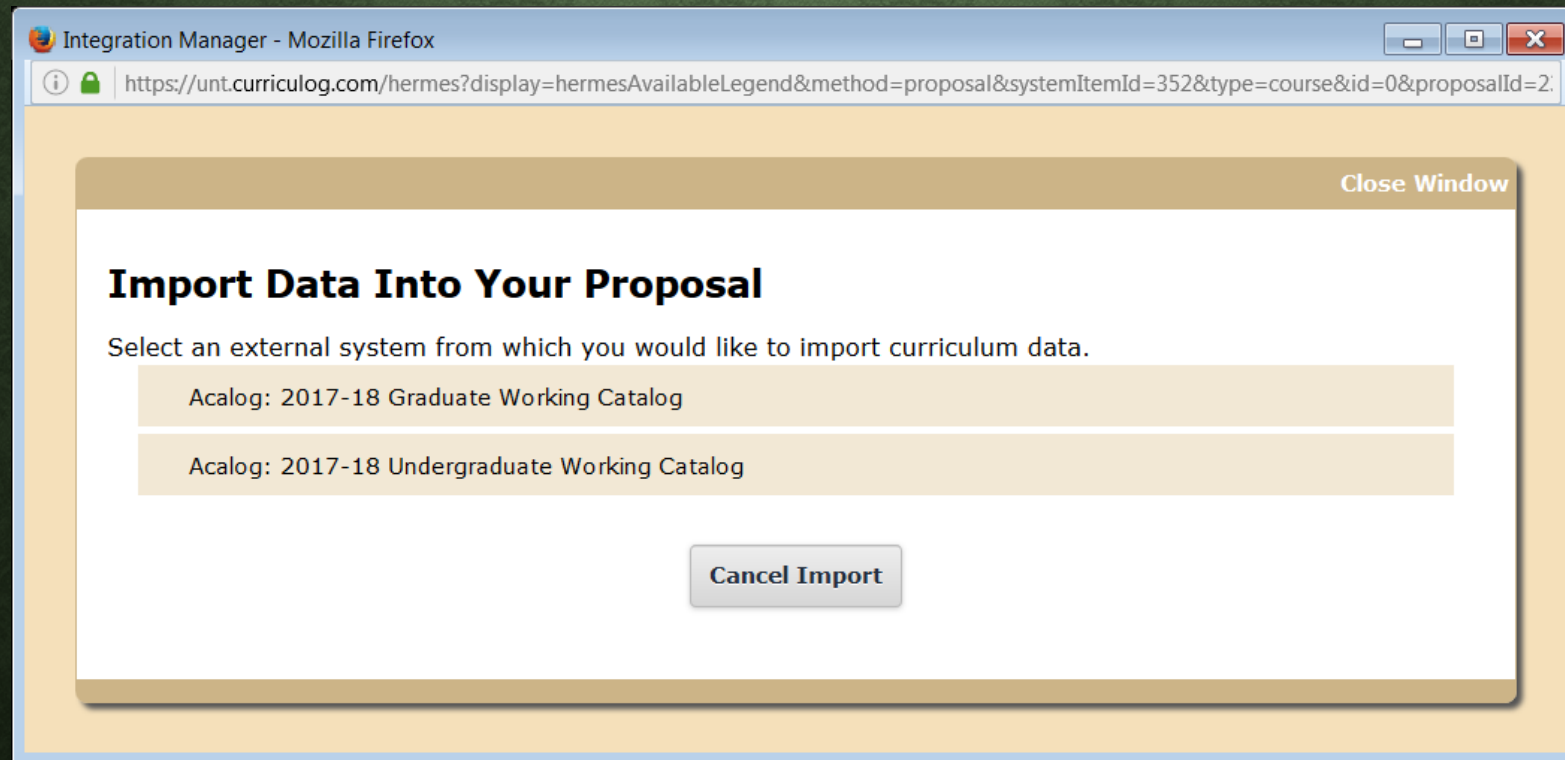 Integration Manager - Mozilla Firefox
https://unt.curriculog.com/hermes?display=hermesAvailableLegend&method=proposal&systemItemId=352&type=course&id=0&proposalId=2
Close Window
Import Data Into Your Proposal
Select an external system from which you would like to import curriculum data.
Acalog: 2017-18 Graduate Working Catalog
Acalog: 2017-18 Undergraduate Working Catalog
Cancel Import